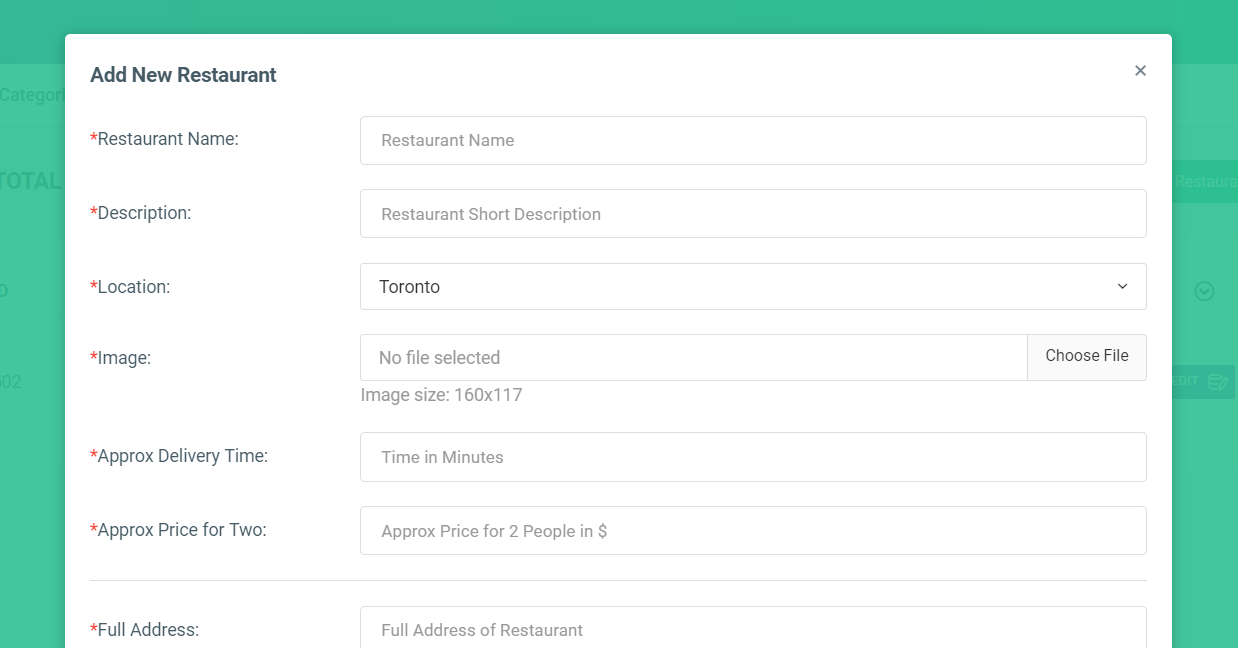 Add New Restaurant
×
Categori
*Restaurant Name:
Restaurant Name
TOTAL
Restaura
*Description:
Restaurant Short Description
*Location:
Toronto
*Image:
No file selected
Choose File
Image size: 160x117
502
EDIT
*Approx Delivery Time:
Time in Minutes
*Approx Price for Two:
Approx Price for 2 People in $
*Full Address:
Full Address of Restaurant